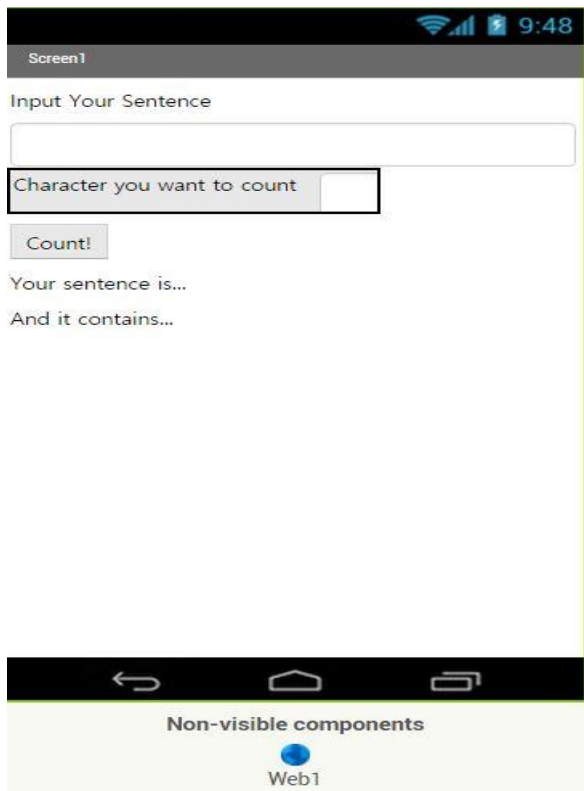 9:48
Screen1
Input Your Sentence
Character you want to count
Count!
Your sentence is...
And it contains...
Non-visible components
Web1